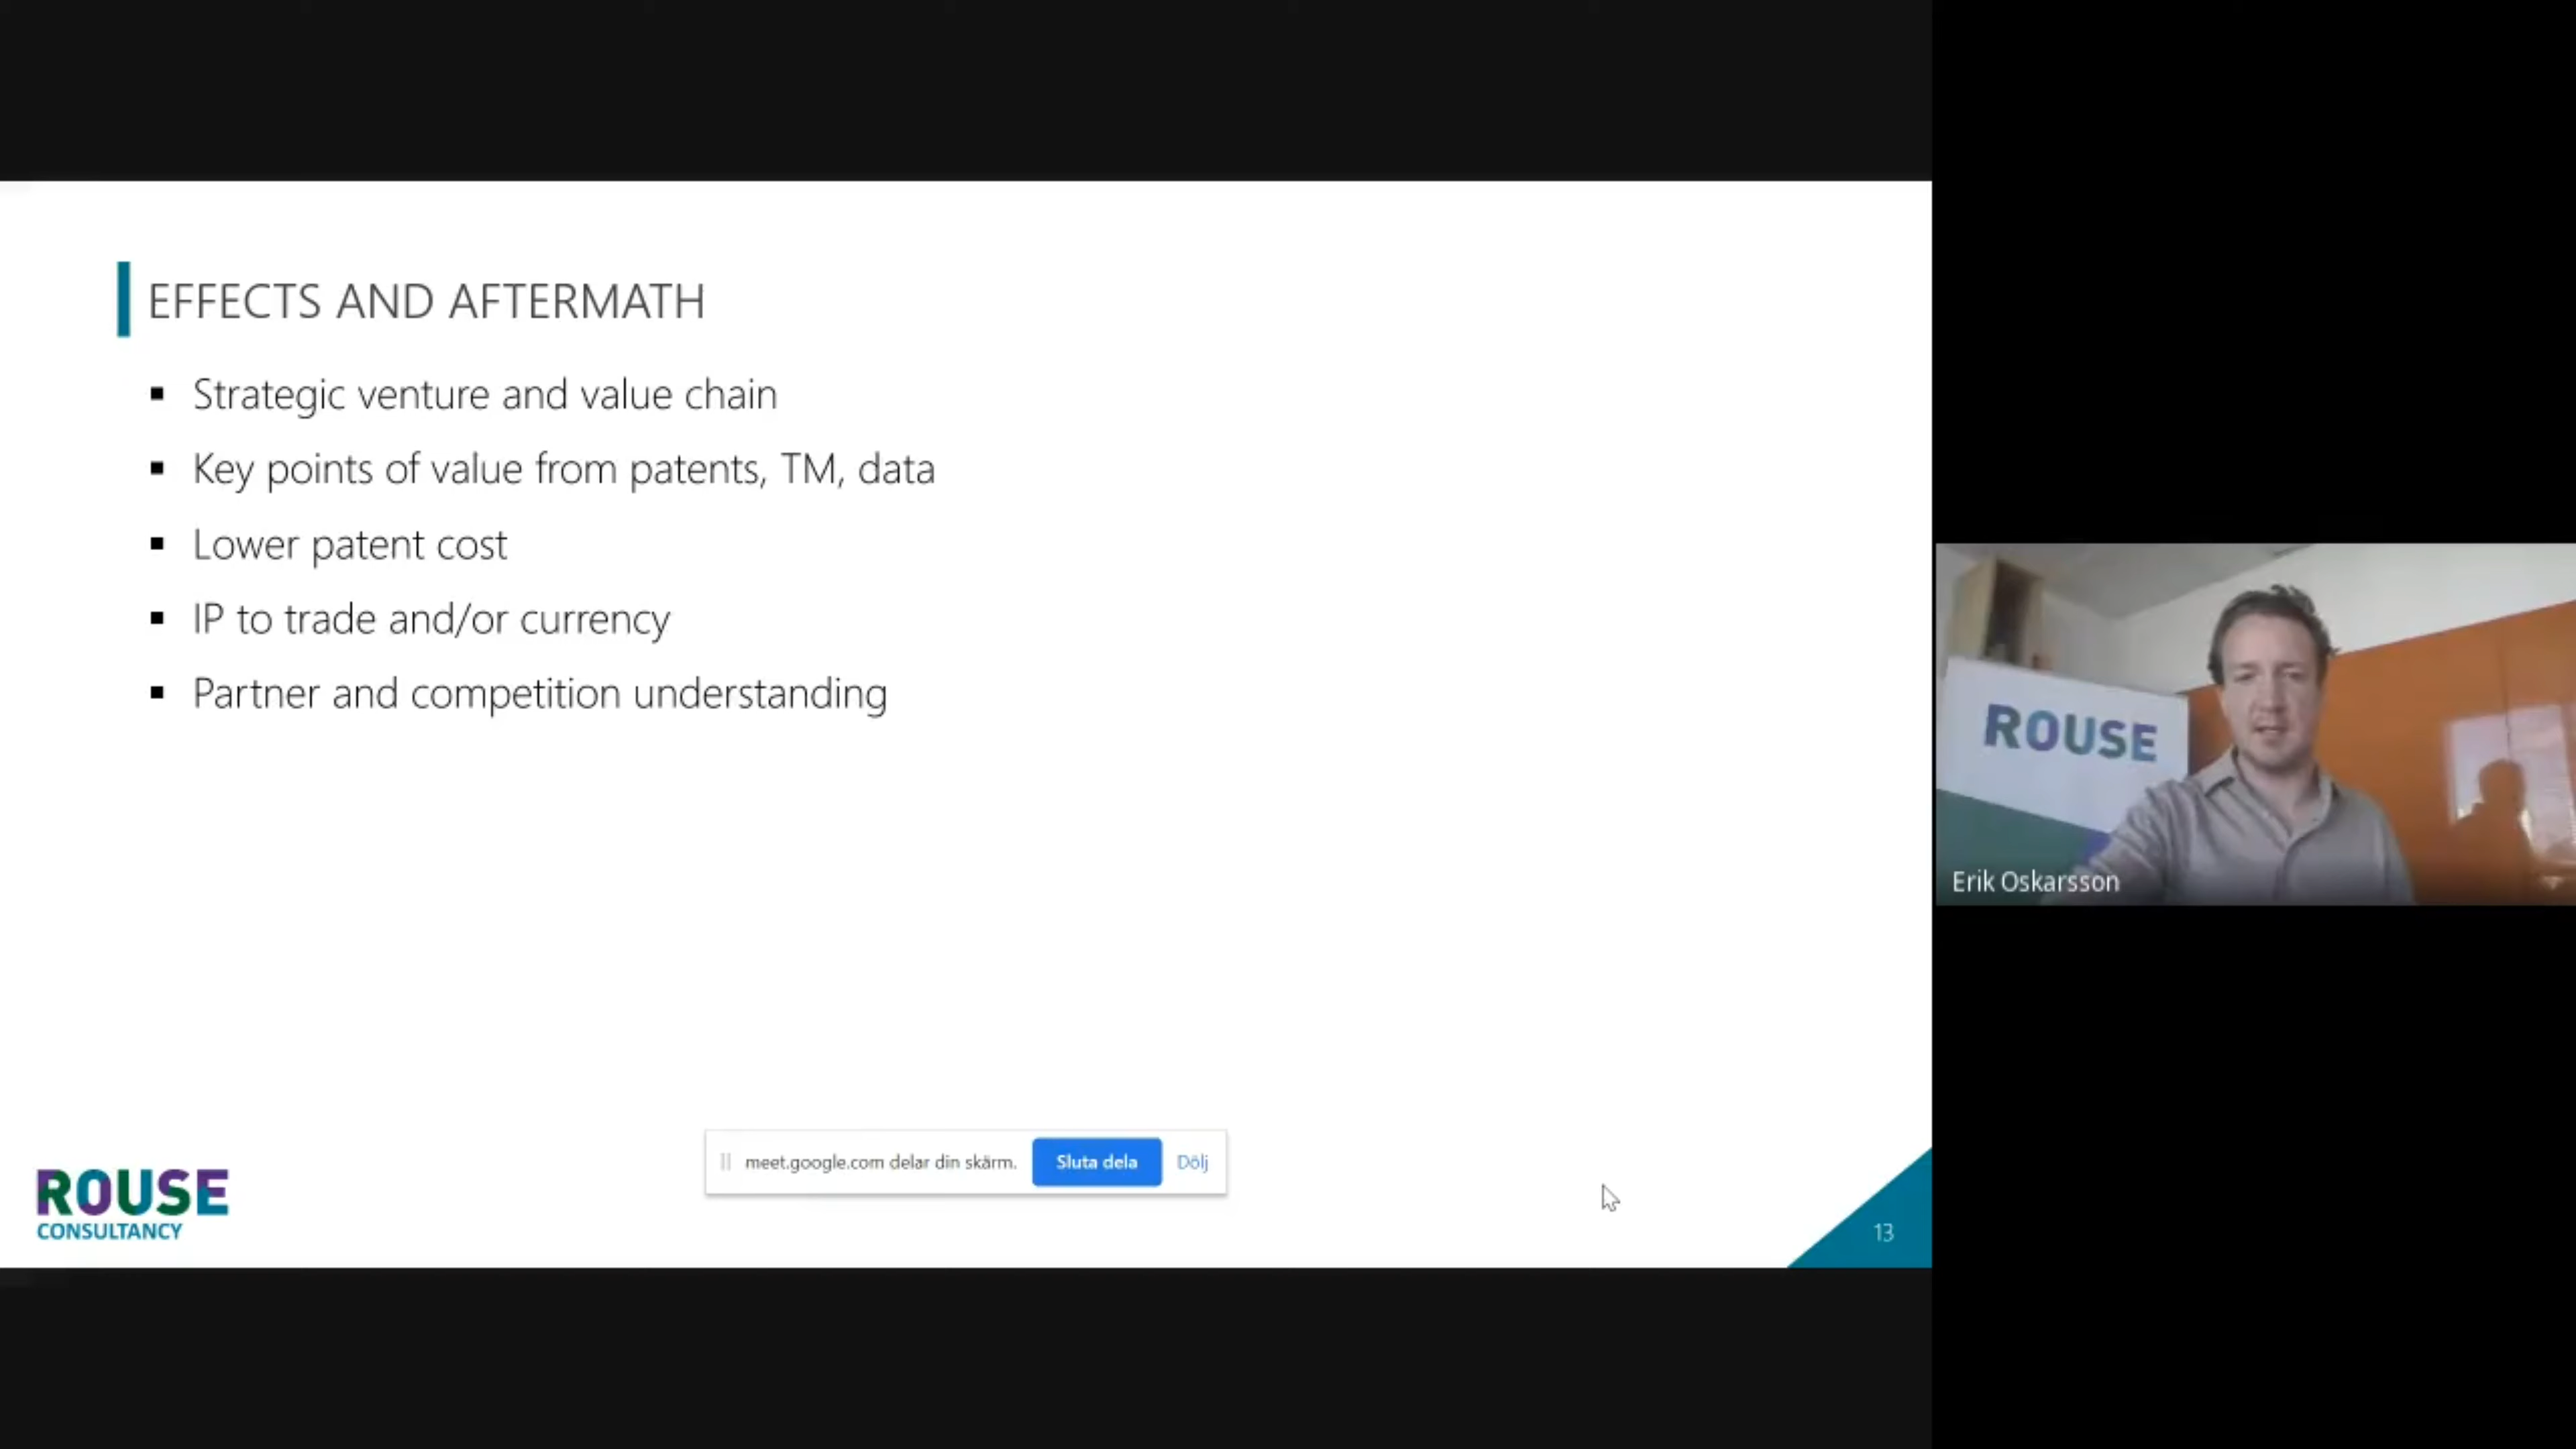 EFFECTS AND AFTERMATH
Strategic venture and value chain
Key points of value from patents, TM, data
Lower patent cost
IP to trade and/or currency
Partner and competition understanding
ROUSE
Erik Oskarsson
meet.google.com delar din skärm.
Sluta dela
Dölj
ROUSE
CONSULTANCY
13